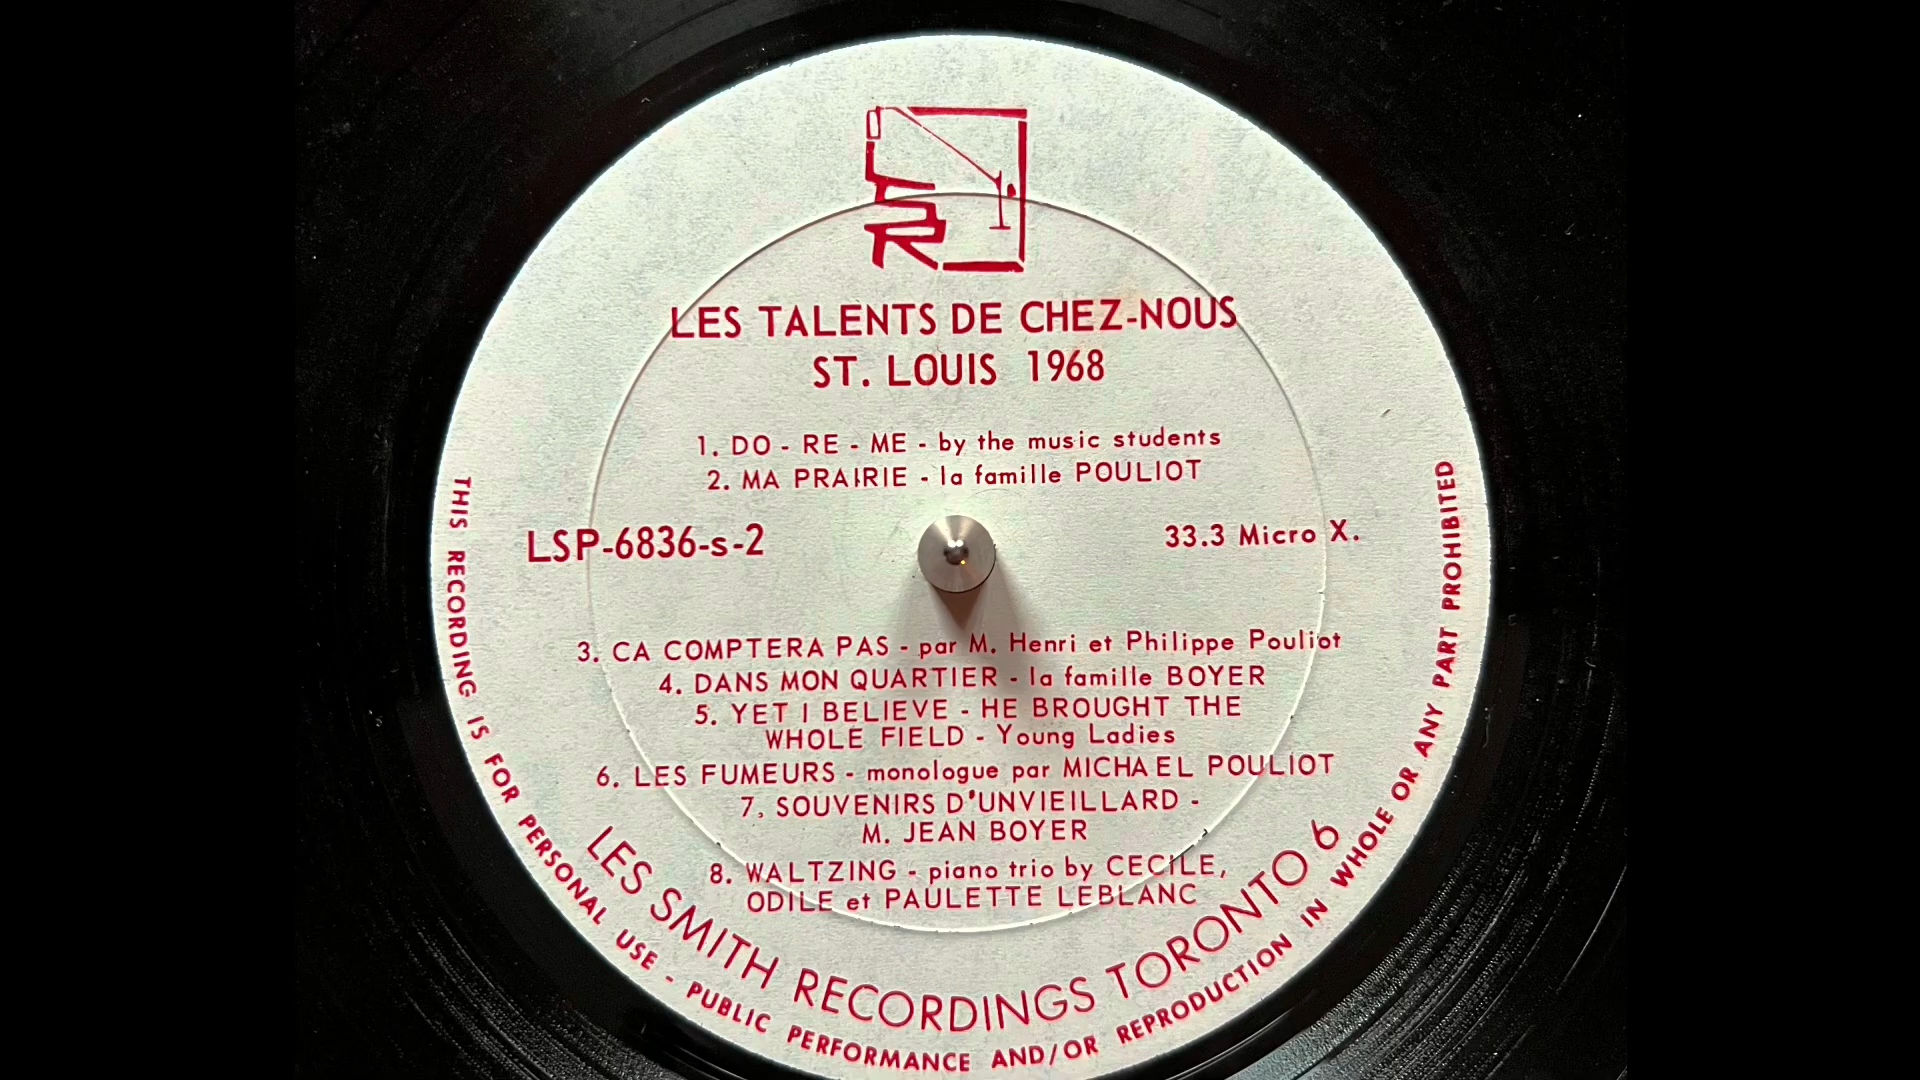 LSR
LES TALENTS DE CHEZ-NOUS
ST. LOUIS 1968
1. DO - RE - ME - by the music students
2. MA PRAIRIE - la famille POULIOT
LSP-6836-s-2
33.3 Micro X.
3. CA COMPTERA PAS - par M. Henri et Philippe Pouliot
4. DANS MON QUARTIER - la famille BOYER
5. YET I BELIEVE - HE BROUGHT THE
WHOLE FIELD - Young Ladies
6. LES FUMEURS - monologue par MICHAEL POULIOT
7. SOUVENIRS D'UNVIEILLARD -
M. JEAN BOYER
8. WALTZING - piano trio by CECILE,
ODILE et PAULETTE LEBLANC
LES SMITH RECORDINGS TORONTO 6
THIS RECORDING IS FOR PERSONAL USE - PUBLIC PERFORMANCE AND/OR REPRODUCTION IN WHOLE OR ANY PART PROHIBITED